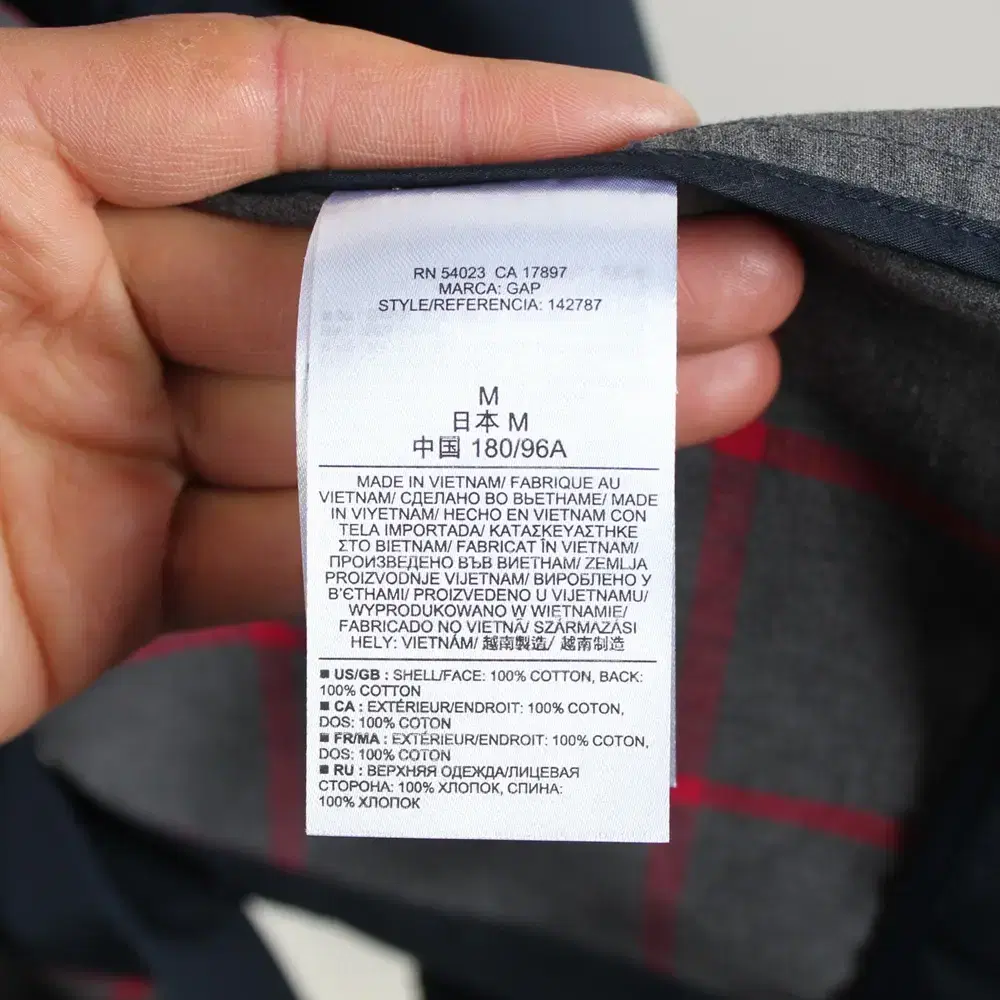 RN 54023 CA 17897
MARCA: GAP
STYLE/REFERENCIA: 142787
M
日本 M
中国 180/96A
MADE IN VIETNAM/ FABRIQUE AU
VIETNAM/ СДЕЛАНО ВО ВЬЕТНАМЕ/ MADE
IN VIYETNAM/ HECHO EN VIETNAM CON
TELA IMPORTADA/ ΚΑΤΑΣΚΕΥΑΣΤΗΚΕ
ΣΤΟ ΒΙΕΤΝΑΜ/ FABRICAT ÎN VIETNAM/
ПРОИЗВЕДЕНО ВЪВ ВИЕТНАМ/ ZEMLJA
PROIZVODNJE VIJETNAM/ ВИРОБЛЕНО У
В'ЄТНАМІ/ PROIZVEDENO U VIJETNAMU/
WYPRODUKOWANO W WIETNAMIE/
FABRICADO NO VIETNÃ/ SZÁRMAZÁSI
HELY: VIETNÁM/ 越南製造/ 越南制造
■ US/GB : SHELL/FACE: 100% COTTON, BACK:
100% COTTON
■ CA : EXTÉRIEUR/ENDROIT: 100% COTON,
DOS: 100% COTON
■ FR/MA : EXTÉRIEUR/ENDROIT: 100% COTON,
DOS: 100% COTON
■ RU : ВЕРХНЯЯ ОДЕЖДА/ЛИЦЕВАЯ
СТОРОНА: 100% ХЛОПОК, СПИНА:
100% ХЛОПОК